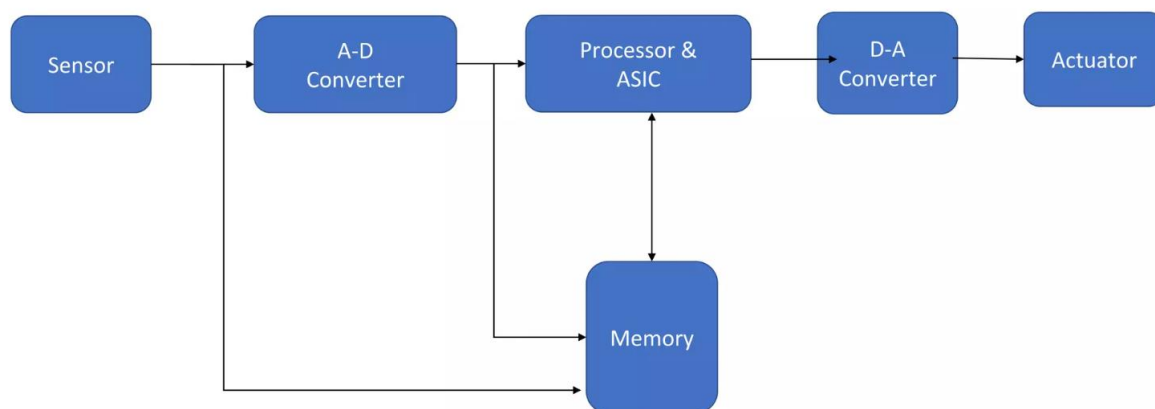 Sensor
A-D
Converter
Processor &
ASIC
D-A
Converter
Actuator
Memory